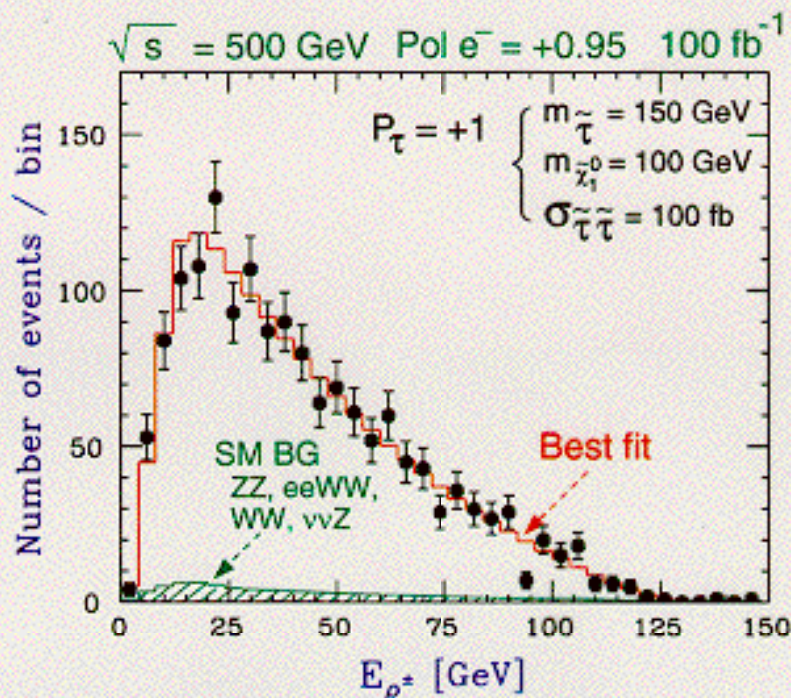 √s = 500 GeV Pol e⁻ = +0.95 100 fb⁻¹
P_τ = +1
m_τ̃ = 150 GeV
m_χ̃₁⁰ = 100 GeV
σ_τ̃τ̃ = 100 fb
Number of events / bin
150
100
50
0
SM BG
ZZ, eeWW,
WW, ννZ
Best fit
0 25 50 75 100 125 150
E_ρ± [GeV]